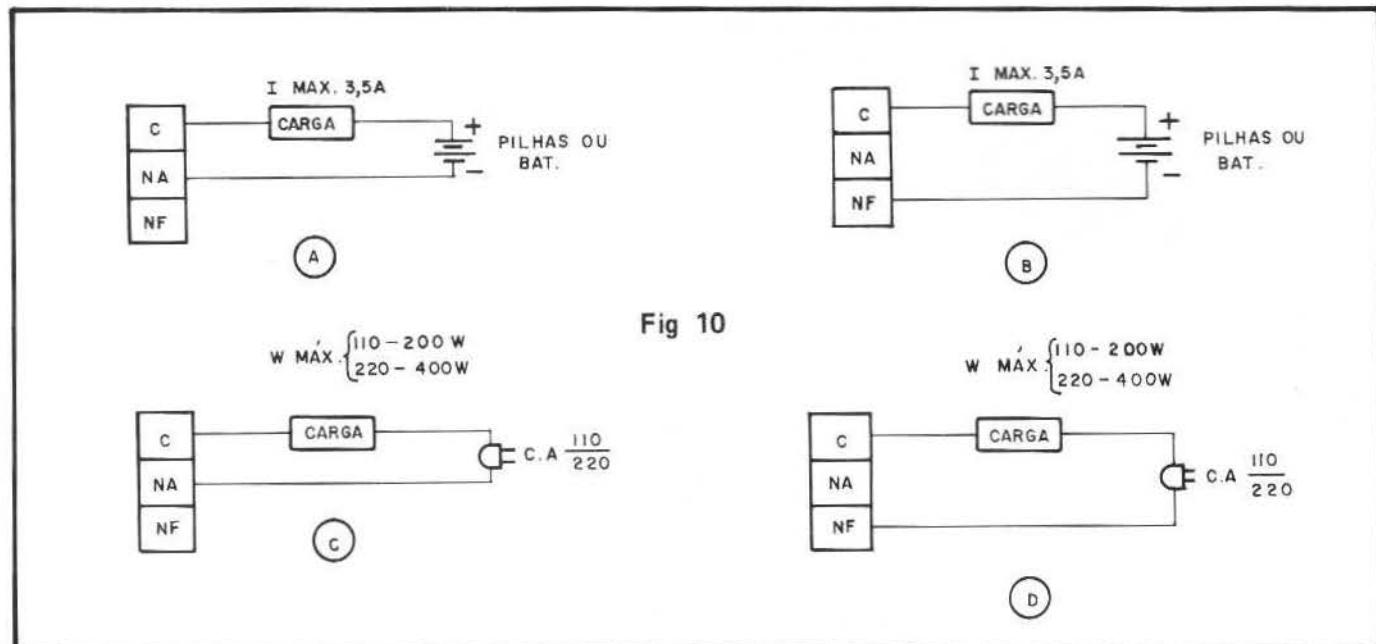 I MAX. 3,5A
C
CARGA
+
NA
PILHAS OU
BAT.
-
NF
A
I MAX. 3,5A
C
CARGA
+
NA
PILHAS OU
BAT.
-
NF
B
Fig 10
W MÁX. 110-200 W
220-400W
C
CARGA
NA
C.A 110
220
NF
C
W MÁX. 110-200W
220-400W
C
CARGA
NA
C.A 110
220
NF
D